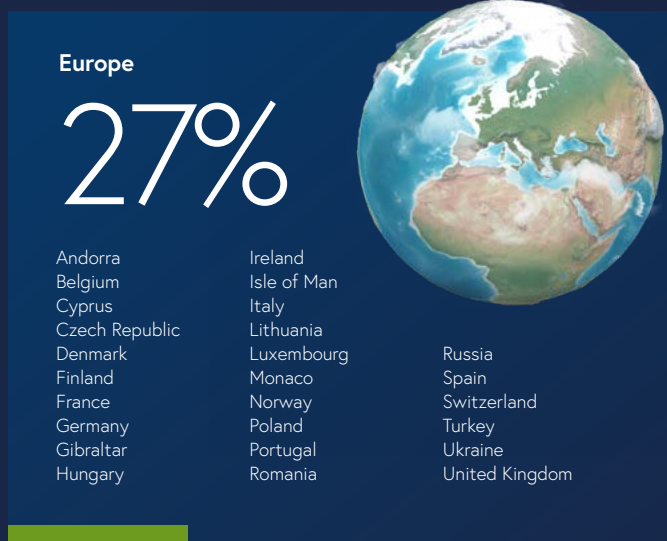 Europe
27%
Andorra
Belgium
Cyprus
Czech Republic
Denmark
Finland
France
Germany
Gibraltar
Hungary
Ireland
Isle of Man
Italy
Lithuania
Luxembourg
Monaco
Norway
Poland
Portugal
Romania
Russia
Spain
Switzerland
Turkey
Ukraine
United Kingdom